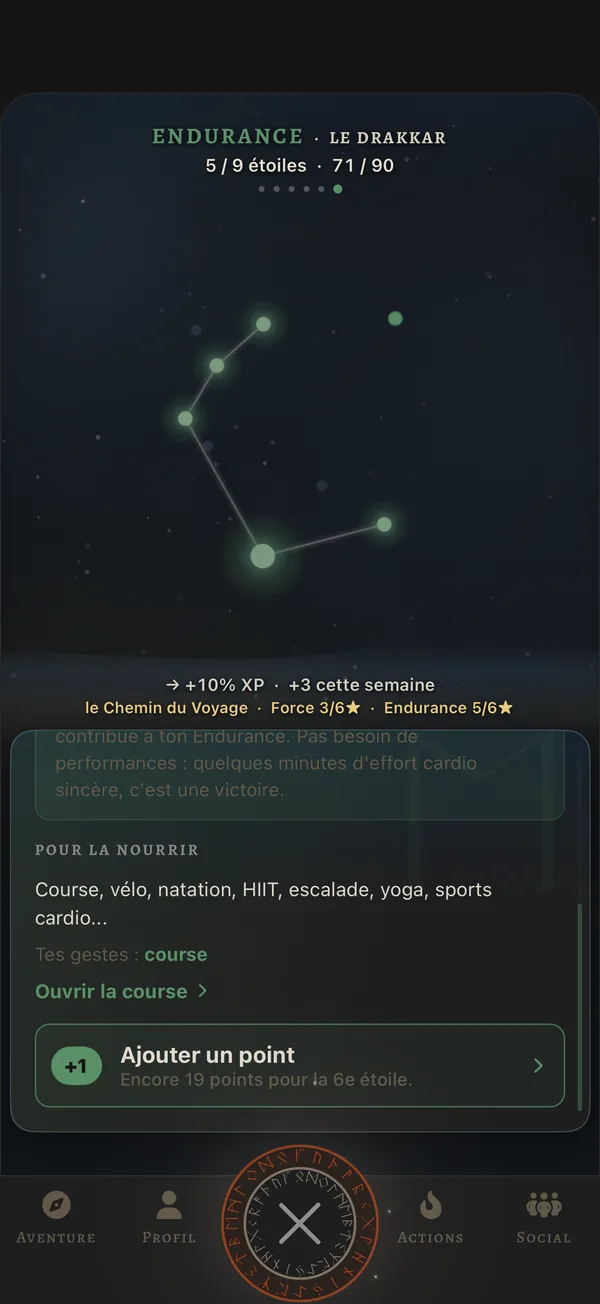 ENDURANCE · LE DRAKKAR
5 / 9 étoiles · 71 / 90
→ +10% XP · +3 cette semaine
le Chemin du Voyage · Force 3/6★ · Endurance 5/6★
contribue à ton Endurance. Pas besoin de
performances : quelques minutes d'effort cardio
sincère, c'est une victoire.
POUR LA NOURRIR
Course, vélo, natation, HIIT, escalade, yoga, sports
cardio...
Tes gestes : course
Ouvrir la course >
+1
Ajouter un point
Encore 19 points pour la 6e étoile.
AVENTURE
PROFIL
ACTIONS
SOCIAL